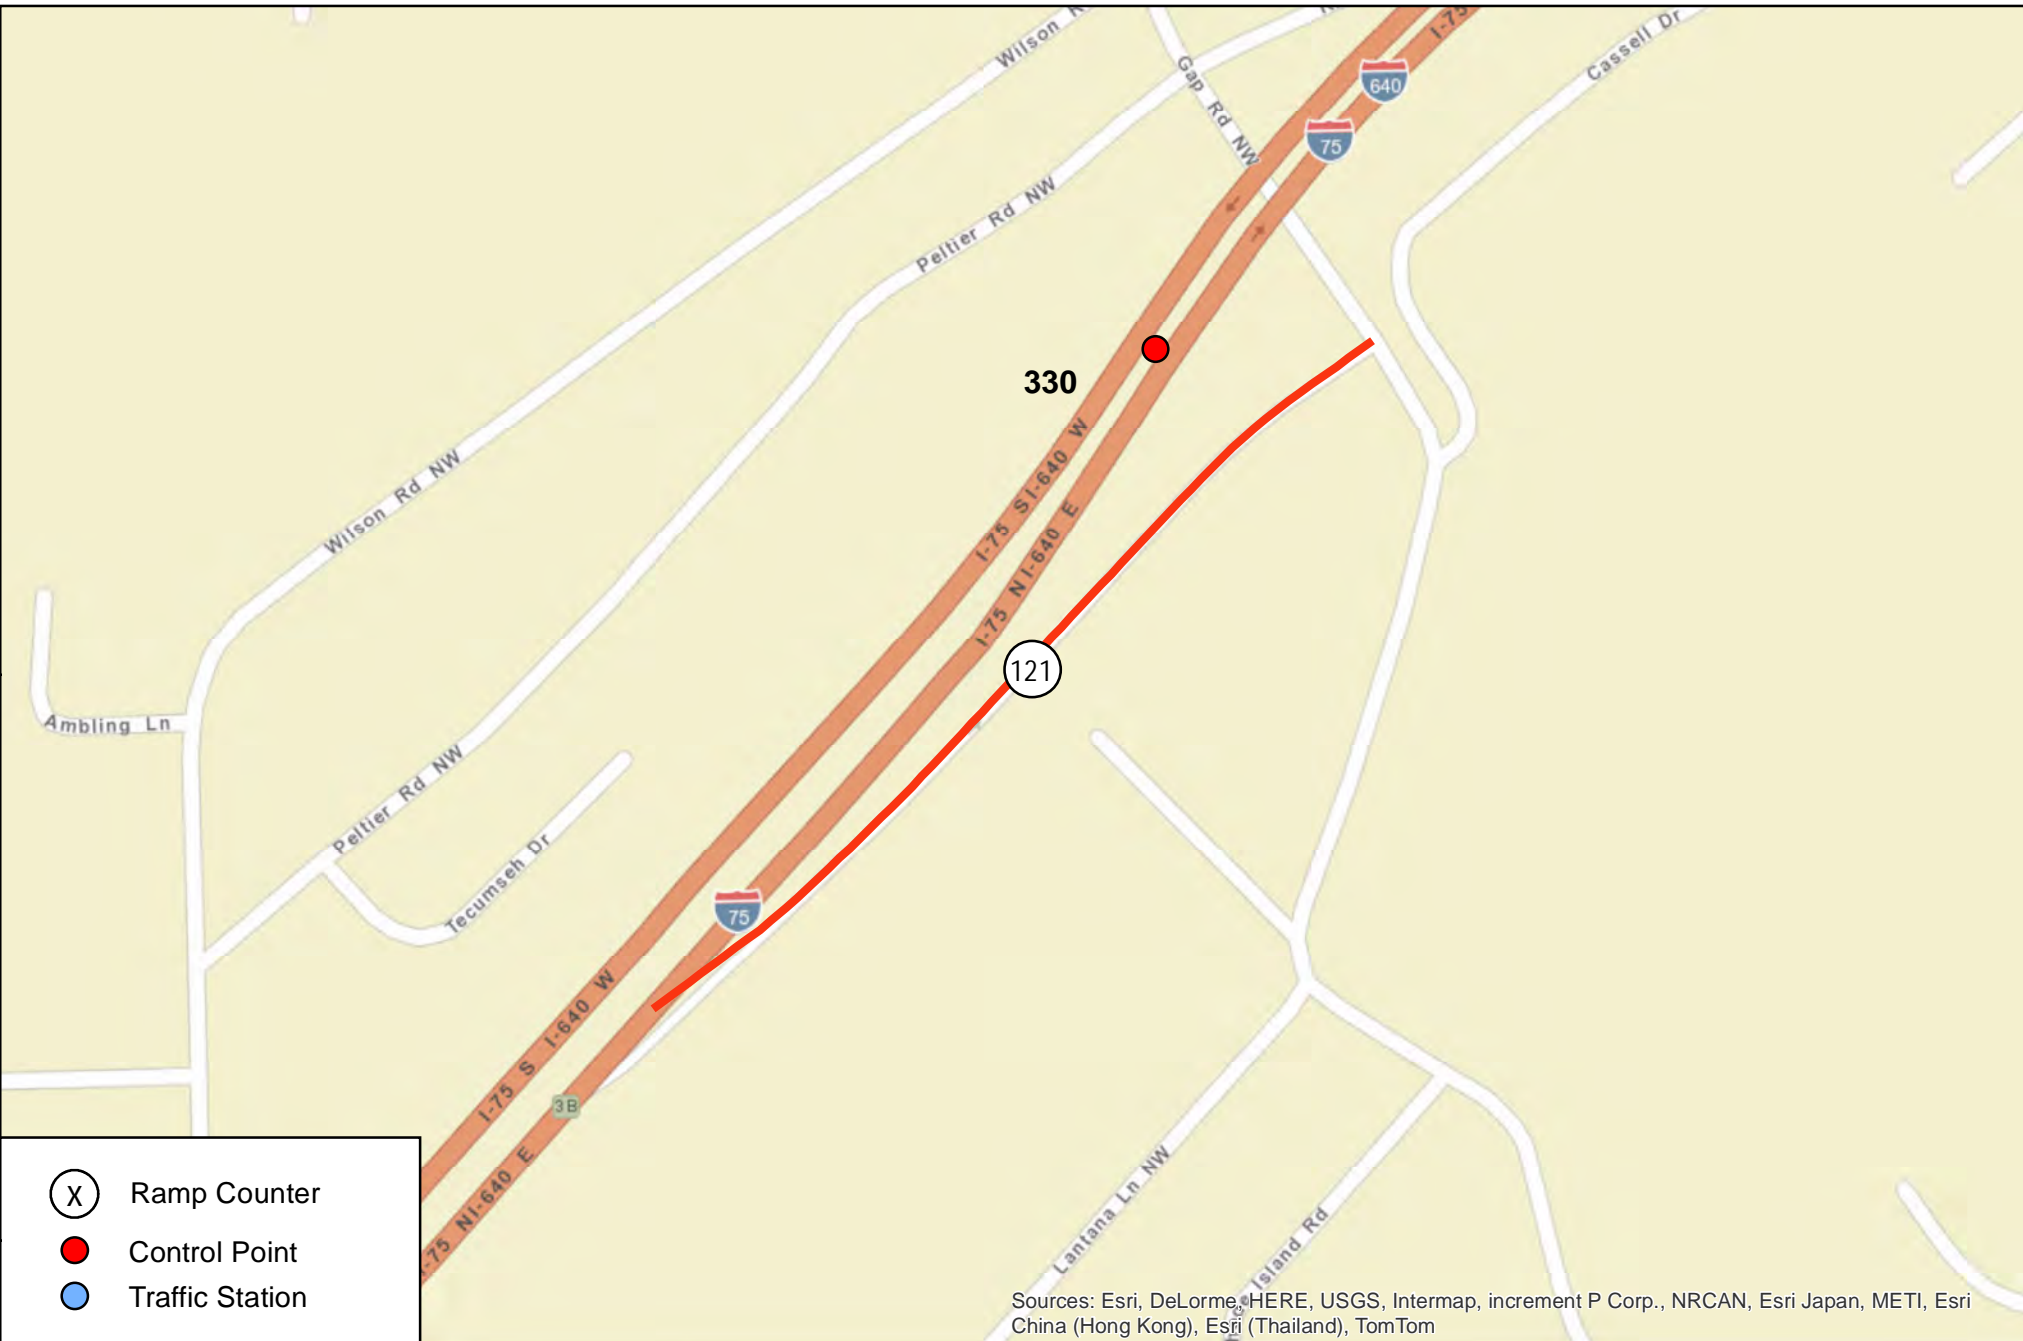 Wilson
I-75
Cassell Dr
640
Gap Rd NW
75
Peltier Rd NW
330
I-75 S I-640 W
Wilson Rd NW
I-75 N I-640 E
121
Ambling Ln
Peltier Rd NW
Tecumseh Dr
75
I-75 S I-640 W
3B
I-75 N I-640 E
Lantana Ln NW
Island Rd
X Ramp Counter
Control Point
Traffic Station
Sources: Esri, DeLorme, HERE, USGS, Intermap, increment P Corp., NRCAN, Esri Japan, METI, Esri
China (Hong Kong), Esri (Thailand), TomTom